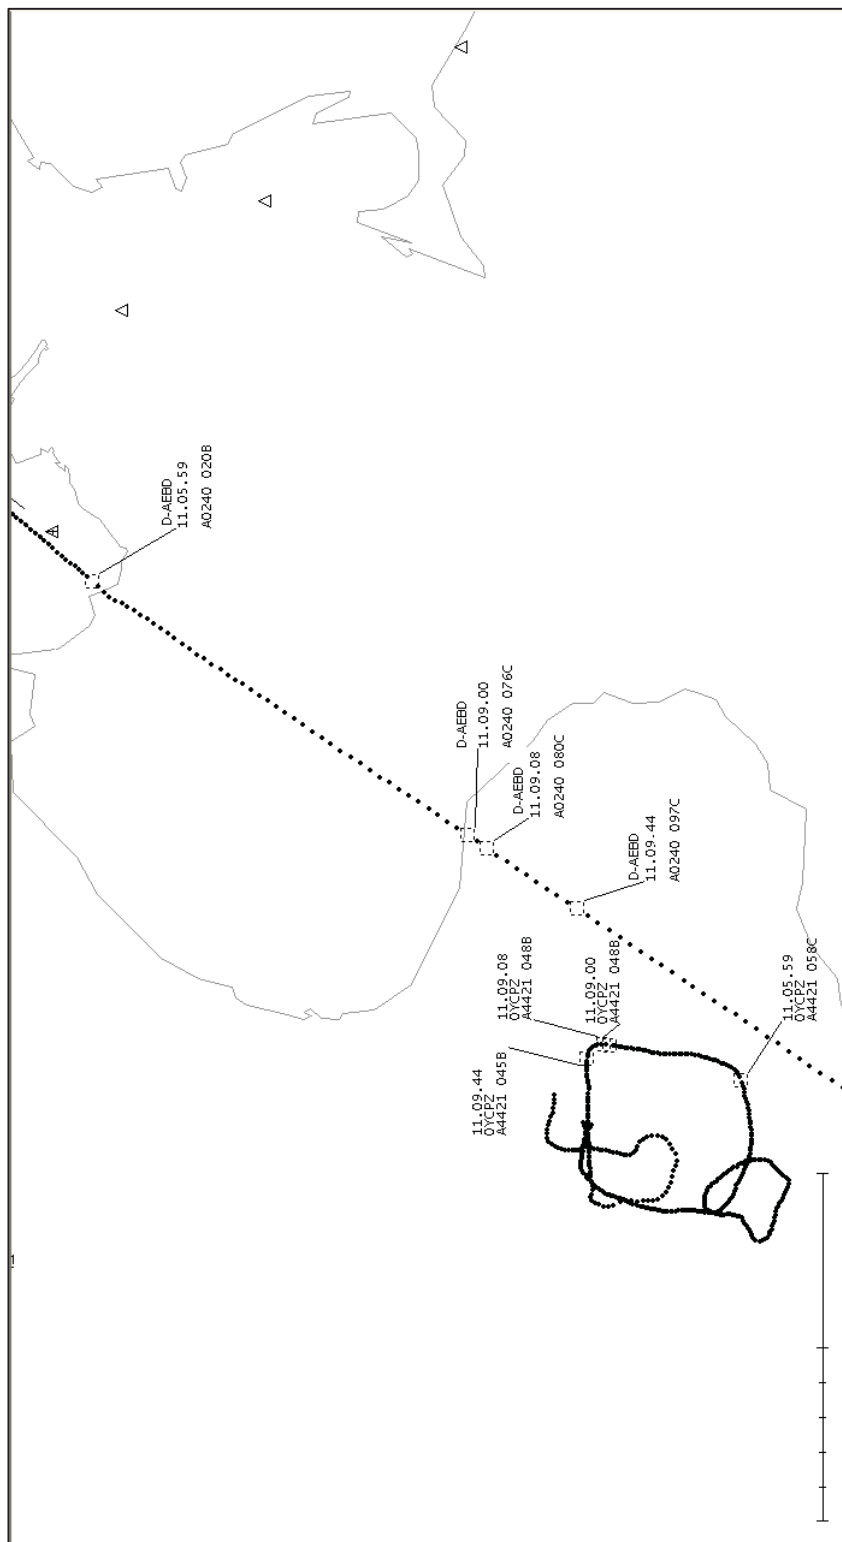 D-AEBD
11.05.59
A0240 020B
D-AEBD
11.09.00
A0240 076C
D-AEBD
11.09.08
A0240 080C
D-AEBD
11.09.44
A0240 097C
11.09.08
OYCPZ
A4421 048B
11.09.00
OYCPZ
A4421 048B
11.09.44
OYCPZ
A4421 045B
11.05.59
OYCPZ
A4421 058C